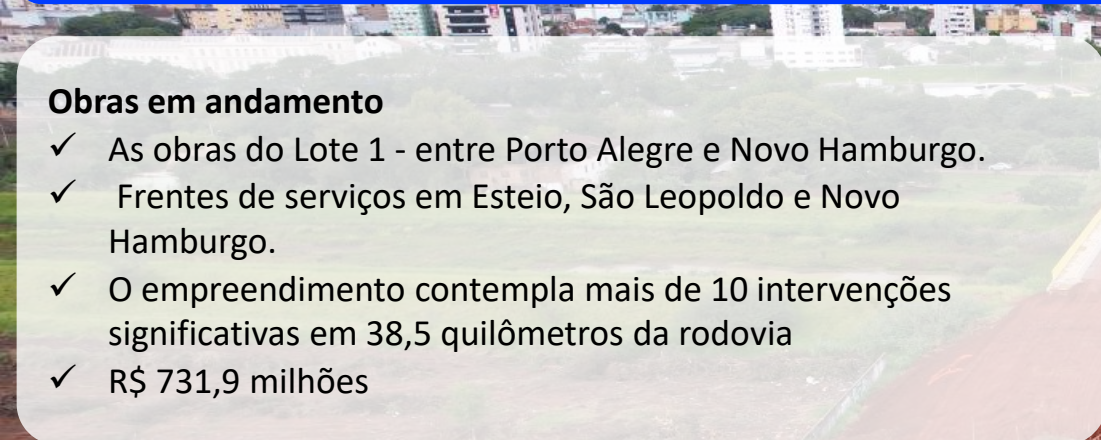 Obras em andamento
✓ As obras do Lote 1 - entre Porto Alegre e Novo Hamburgo.
✓ Frentes de serviços em Esteio, São Leopoldo e Novo
Hamburgo.
✓ O empreendimento contempla mais de 10 intervenções
significativas em 38,5 quilômetros da rodovia
✓ R$ 731,9 milhões